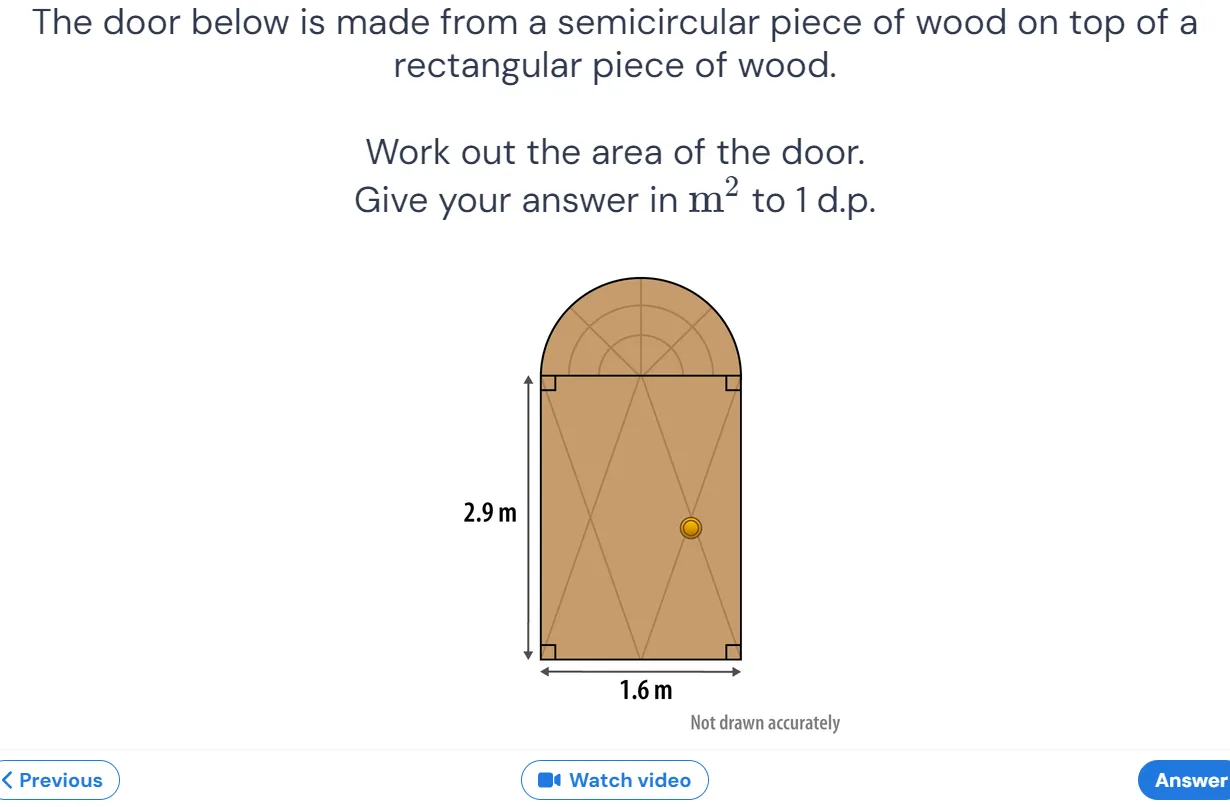 The door below is made from a semicircular piece of wood on top of a
rectangular piece of wood.
Work out the area of the door.
Give your answer in m² to 1 d.p.
2.9 m
1.6 m
Not drawn accurately
Previous
Watch video
Answer